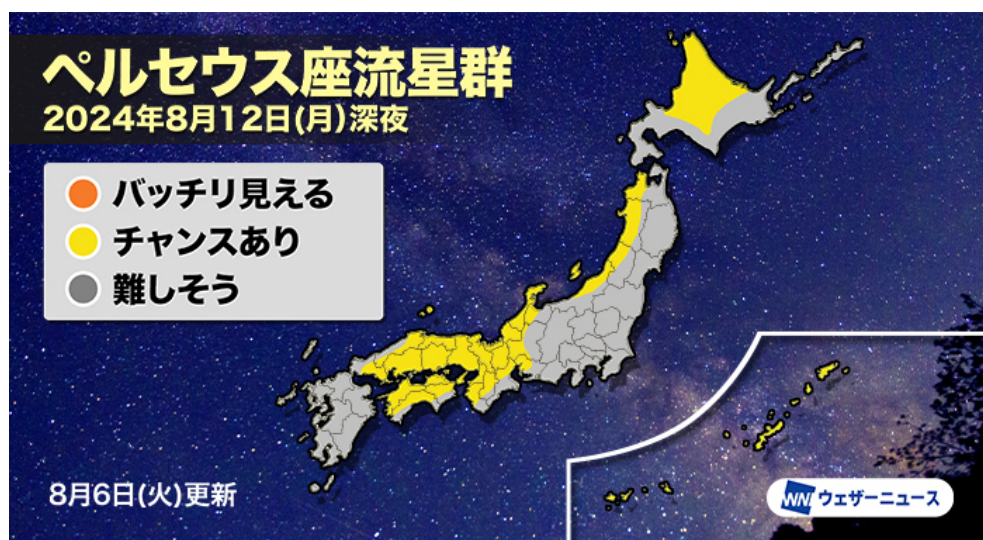 ペルセウス座流星群
2024年8月12日(月)深夜
バッチリ見える
チャンスあり
難しそう
8月6日(火)更新
WN ウェザーニュース